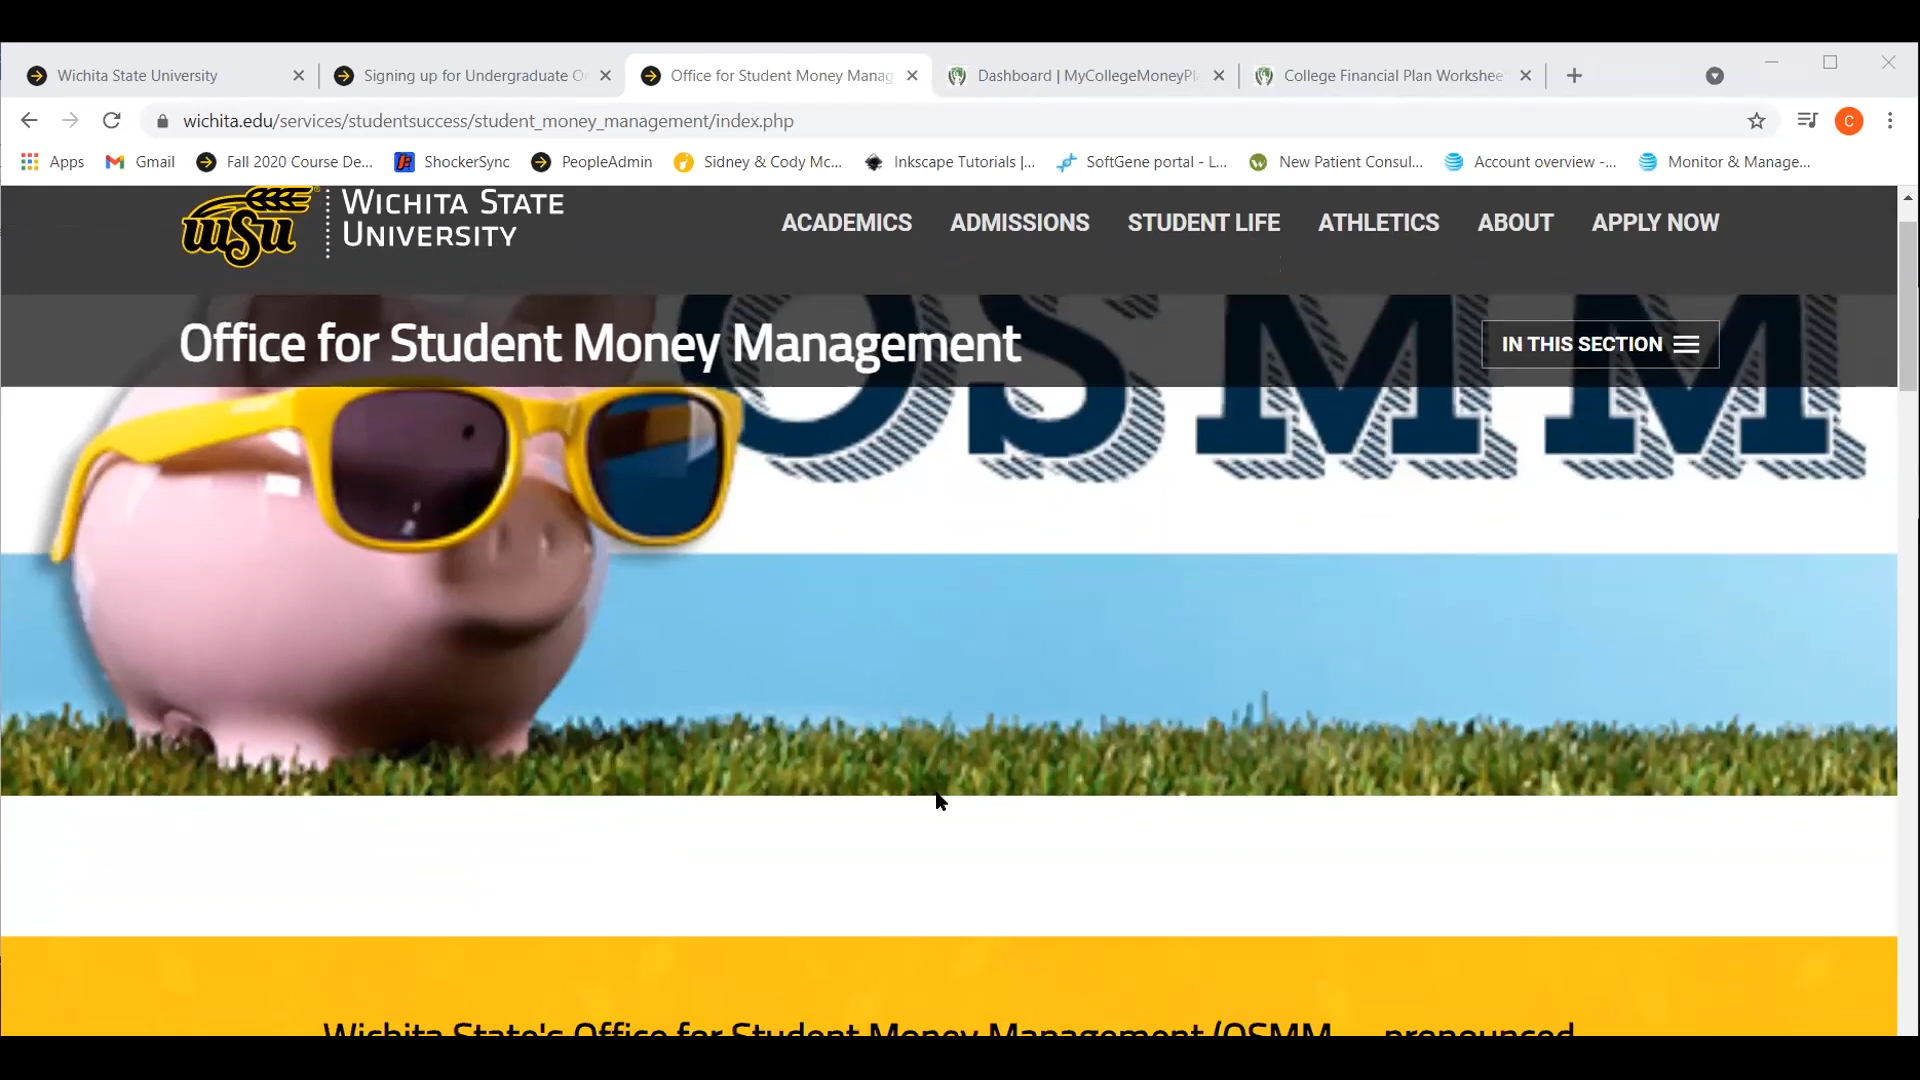 Wichita State University
Signing up for Undergraduate O
Office for Student Money Manag
Dashboard | MyCollegeMoneyPl
College Financial Plan Workshee
wichita.edu/services/studentsuccess/student_money_management/index.php
C
Apps
Gmail
Fall 2020 Course De...
ShockerSync
PeopleAdmin
Sidney & Cody Mc...
Inkscape Tutorials |...
SoftGene portal - L...
New Patient Consul...
Account overview -...
Monitor & Manage...
WSU
WICHITA STATE
UNIVERSITY
ACADEMICS
ADMISSIONS
STUDENT LIFE
ATHLETICS
ABOUT
APPLY NOW
OSMM
Office for Student Money Management
IN THIS SECTION
Wichita State's Office for Student Money Management (OSMM pronounced